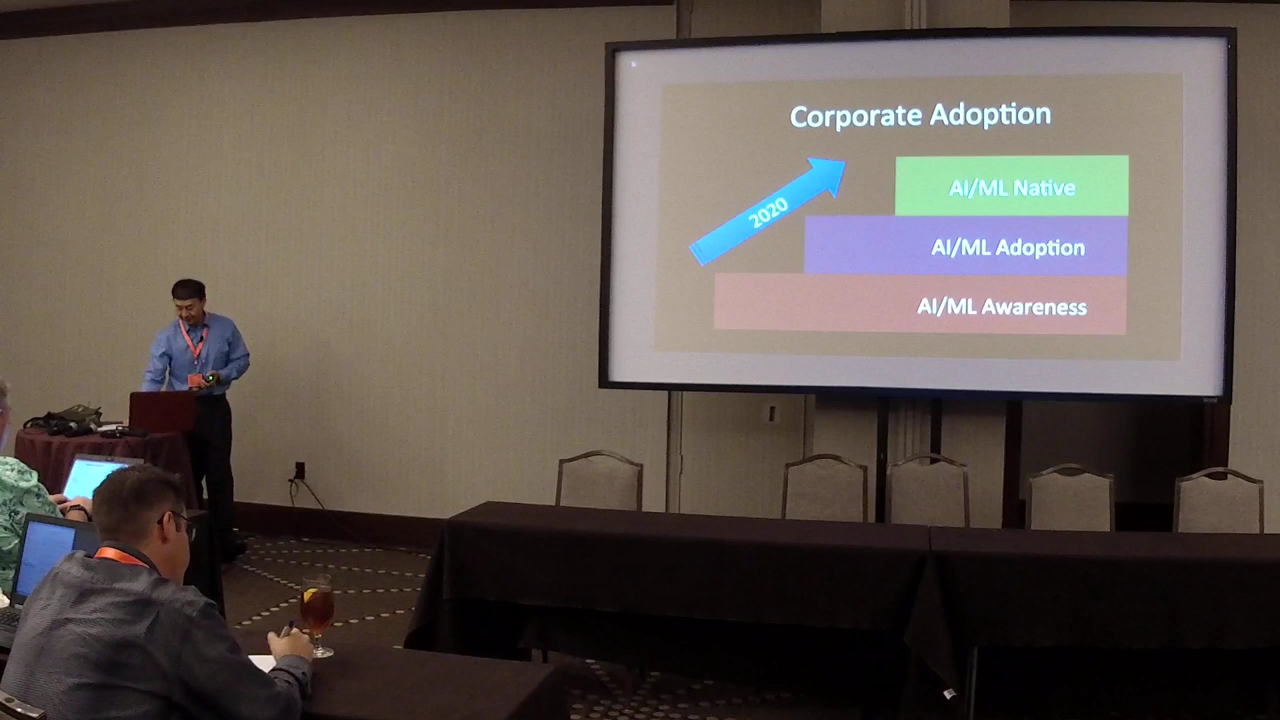 Corporate Adoption
2020
AI/ML Native
AI/ML Adoption
AI/ML Awareness